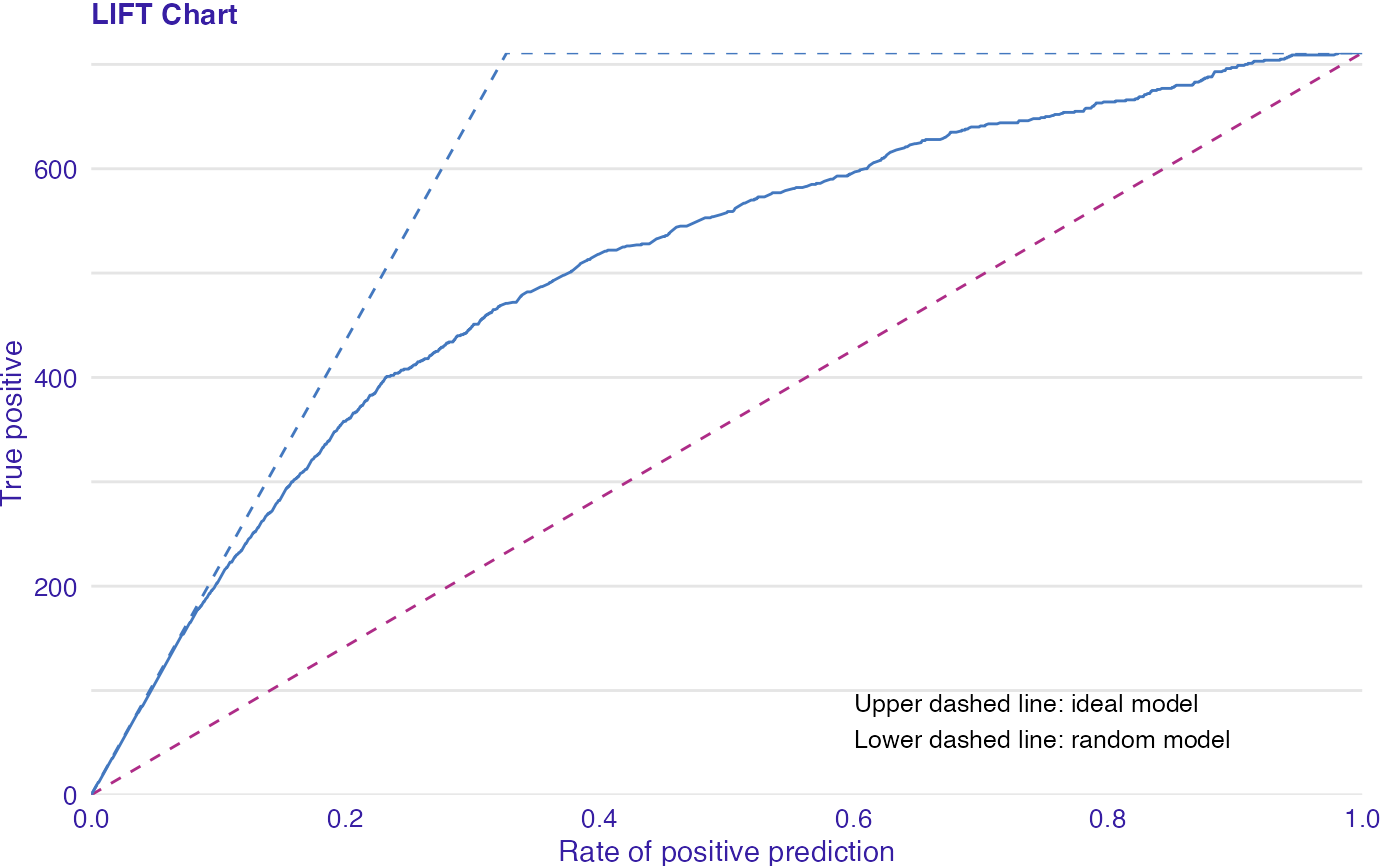 LIFT Chart
True positive
600
400
200
0
Upper dashed line: ideal model
Lower dashed line: random model
0.0 0.2 0.4 0.6 0.8 1.0
Rate of positive prediction